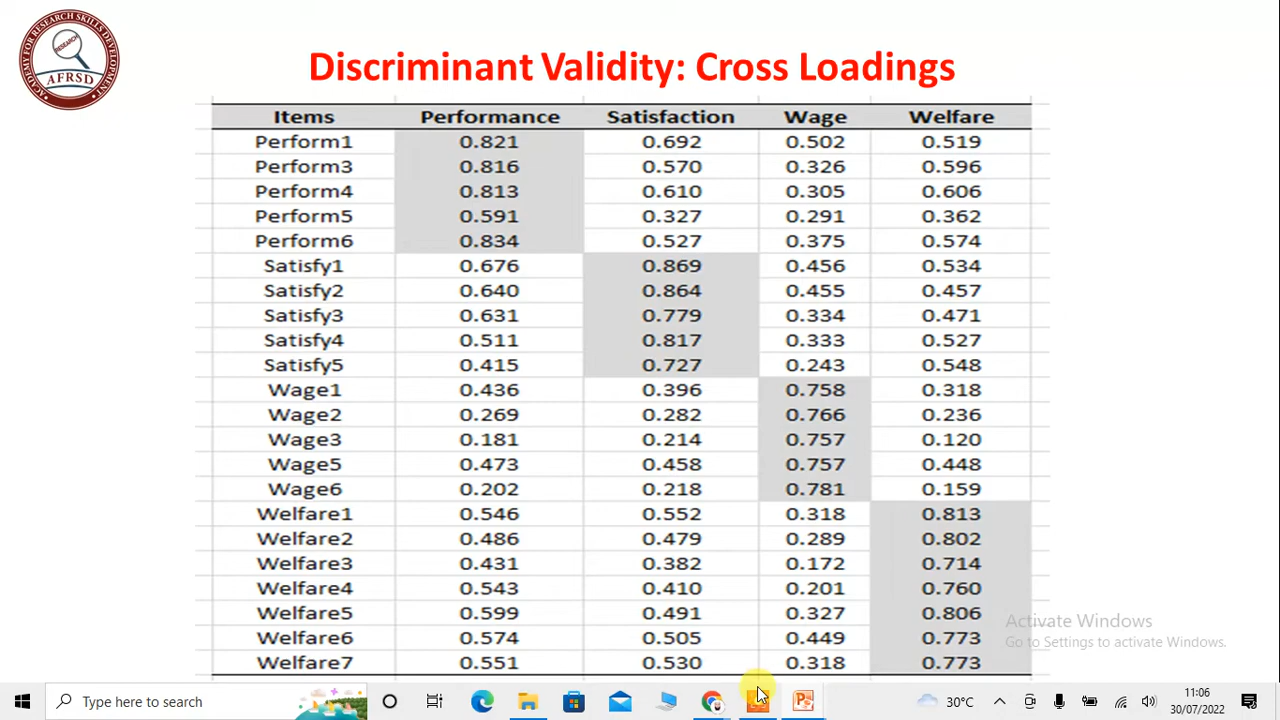 ACADEMY FOR RESEARCH SKILLS DEVELOPMENT
RESEARCH
AFRSD
Discriminant Validity: Cross Loadings
Items Performance Satisfaction Wage Welfare
Perform1 0.821 0.692 0.502 0.519
Perform3 0.816 0.570 0.326 0.596
Perform4 0.813 0.610 0.305 0.606
Perform5 0.591 0.327 0.291 0.362
Perform6 0.834 0.527 0.375 0.574
Satisfy1 0.676 0.869 0.456 0.534
Satisfy2 0.640 0.864 0.455 0.457
Satisfy3 0.631 0.779 0.334 0.471
Satisfy4 0.511 0.817 0.333 0.527
Satisfy5 0.415 0.727 0.243 0.548
Wage1 0.436 0.396 0.758 0.318
Wage2 0.269 0.282 0.766 0.236
Wage3 0.181 0.214 0.757 0.120
Wage5 0.473 0.458 0.757 0.448
Wage6 0.202 0.218 0.781 0.159
Welfare1 0.546 0.552 0.318 0.813
Welfare2 0.486 0.479 0.289 0.802
Welfare3 0.431 0.382 0.172 0.714
Welfare4 0.543 0.410 0.201 0.760
Welfare5 0.599 0.491 0.327 0.806
Welfare6 0.574 0.505 0.449 0.773
Welfare7 0.551 0.530 0.318 0.773
Activate Windows
Go to Settings to activate Windows.
Type here to search
30°C
11:06
30/07/2022